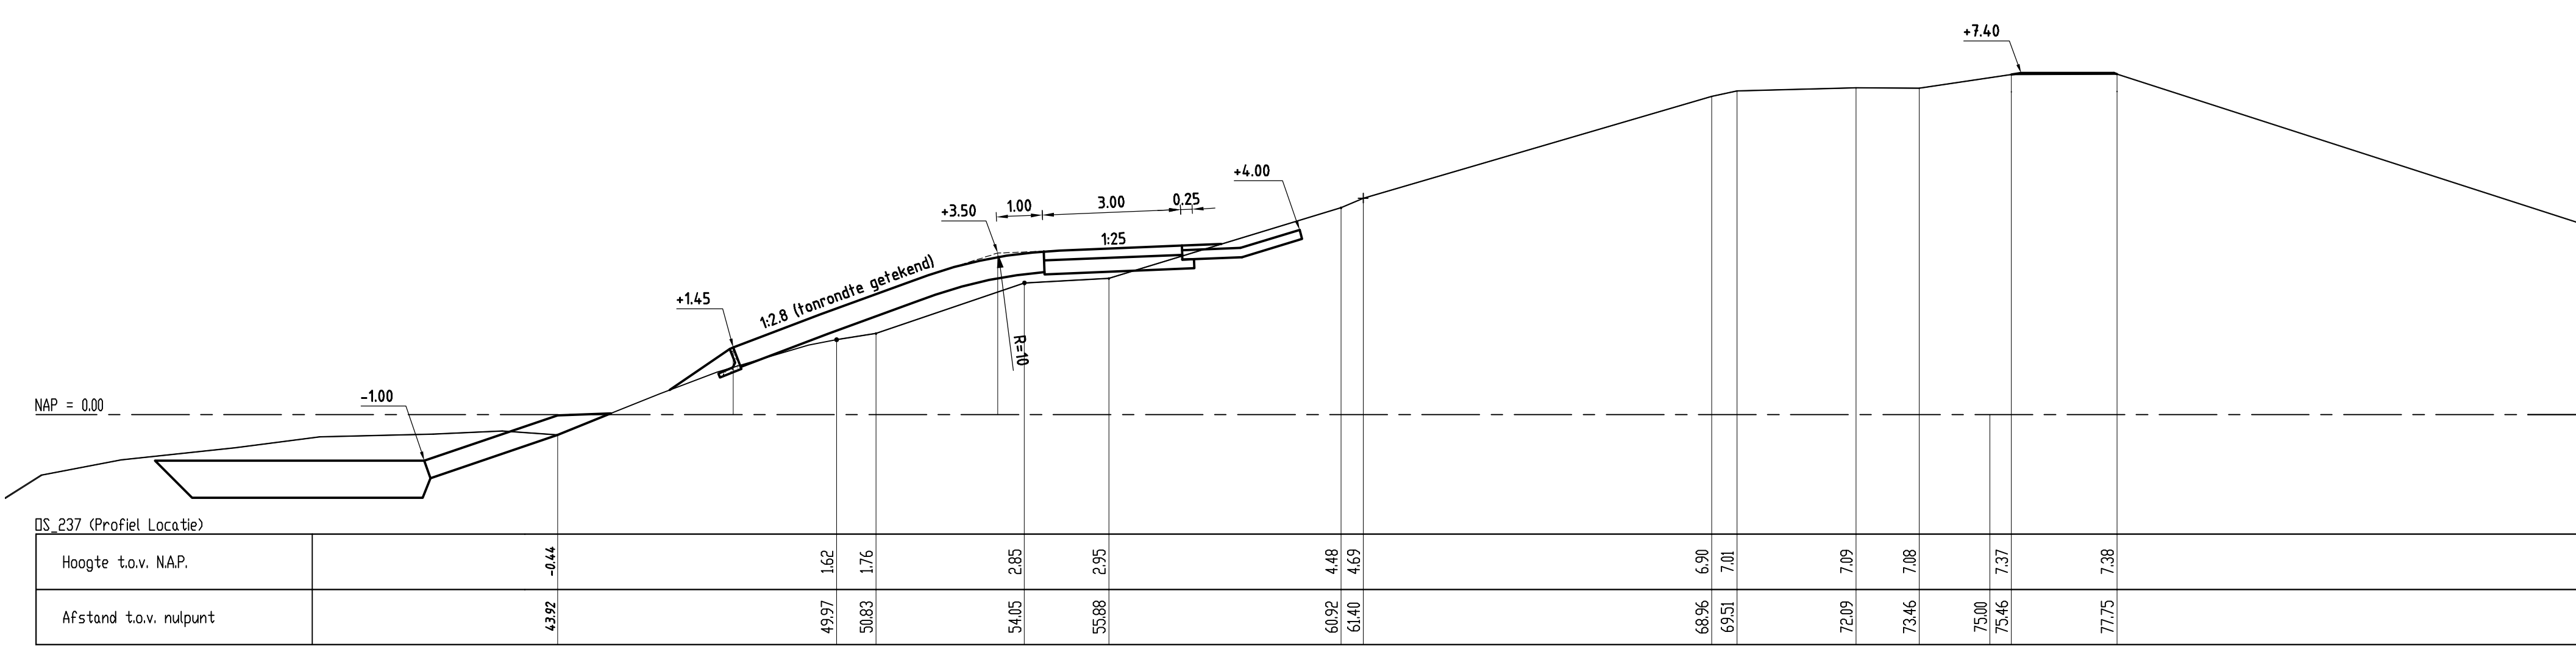 +7.40
+4.00
+3.50
1.00
3.00
0.25
1:25
1:2.8 (tonrondte getekend)
+1.45
R=10
-1.00
NAP = 0.00
S_237 (Profiel Locatie)
Hoogte t.o.v. N.A.P. -0.44 1.62 1.76 2.85 2.95 4.48 4.69 6.90 7.01 7.09 7.08 7.37 7.38
Afstand t.o.v. nulpunt 43.92 49.97 50.83 54.05 55.88 60.92 61.40 68.96 69.51 72.09 73.46 75.00 75.46 77.75